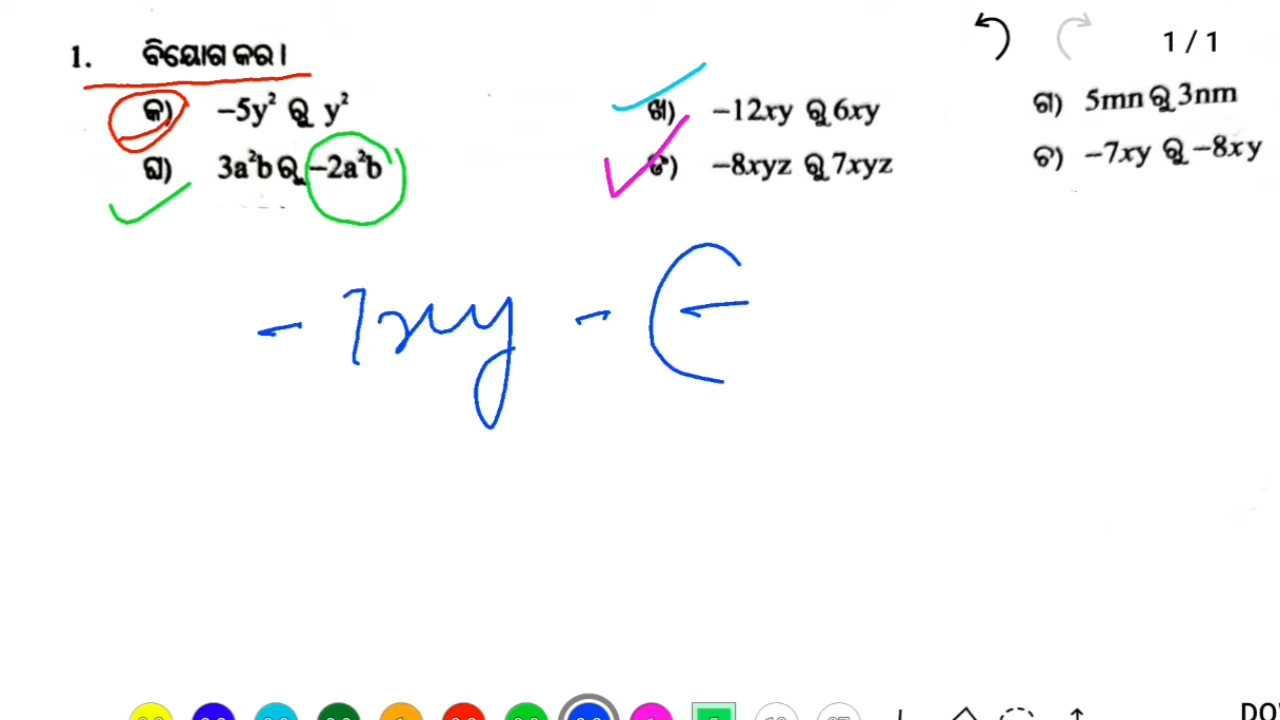 1 / 1
1. ବିୟୋଗ କର।
କ) –5y² ରୁ y² ଖ) –12xy ରୁ 6xy ଗ) 5mn ରୁ 3nm
ଘ) 3a²b ରୁ –2a²b ଙ) –8xyz ରୁ 7xyz ଚ) –7xy ରୁ –8xy
- 7xy - (-